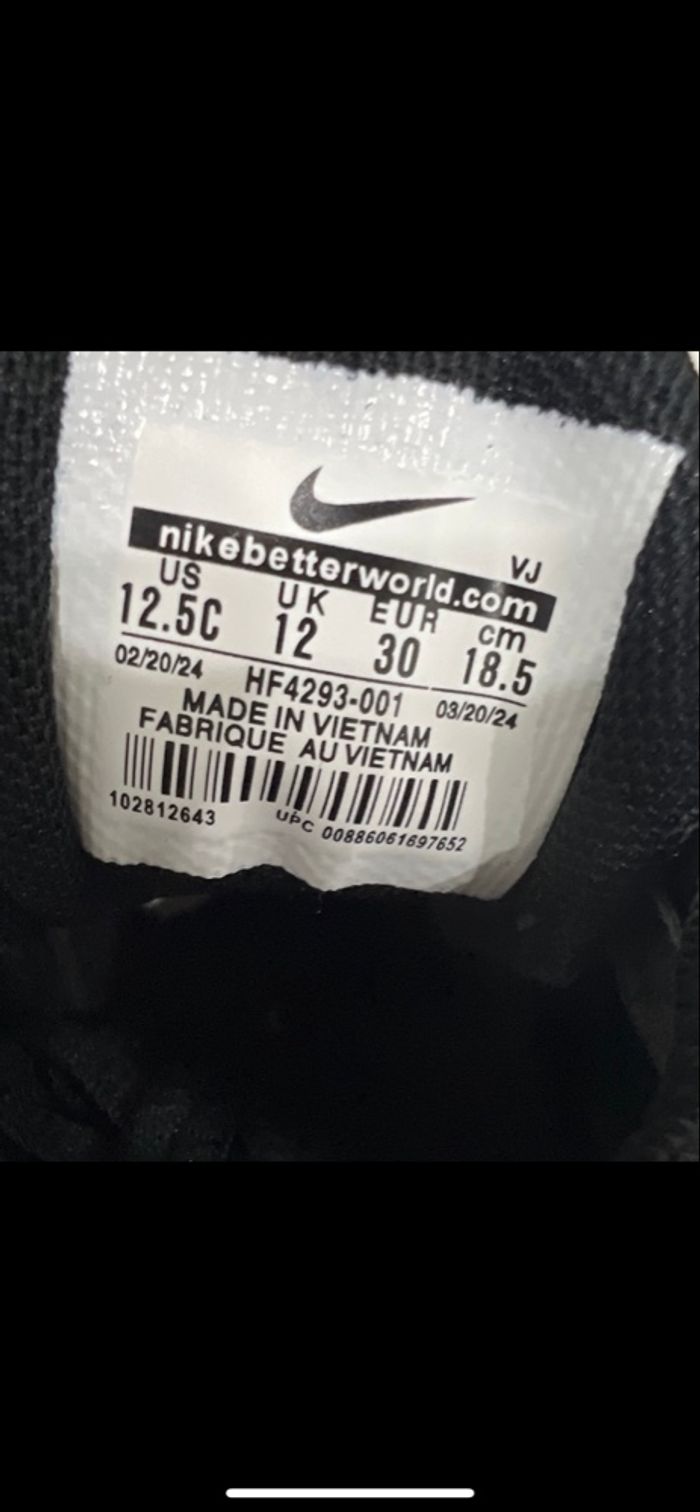 VJ
nikebetterworld.com
US UK EUR cm
12.5C 12 30 18.5
02/20/24 HF4293-001 03/20/24
MADE IN VIETNAM
FABRIQUE AU VIETNAM
102812643 UPC 00886061697652